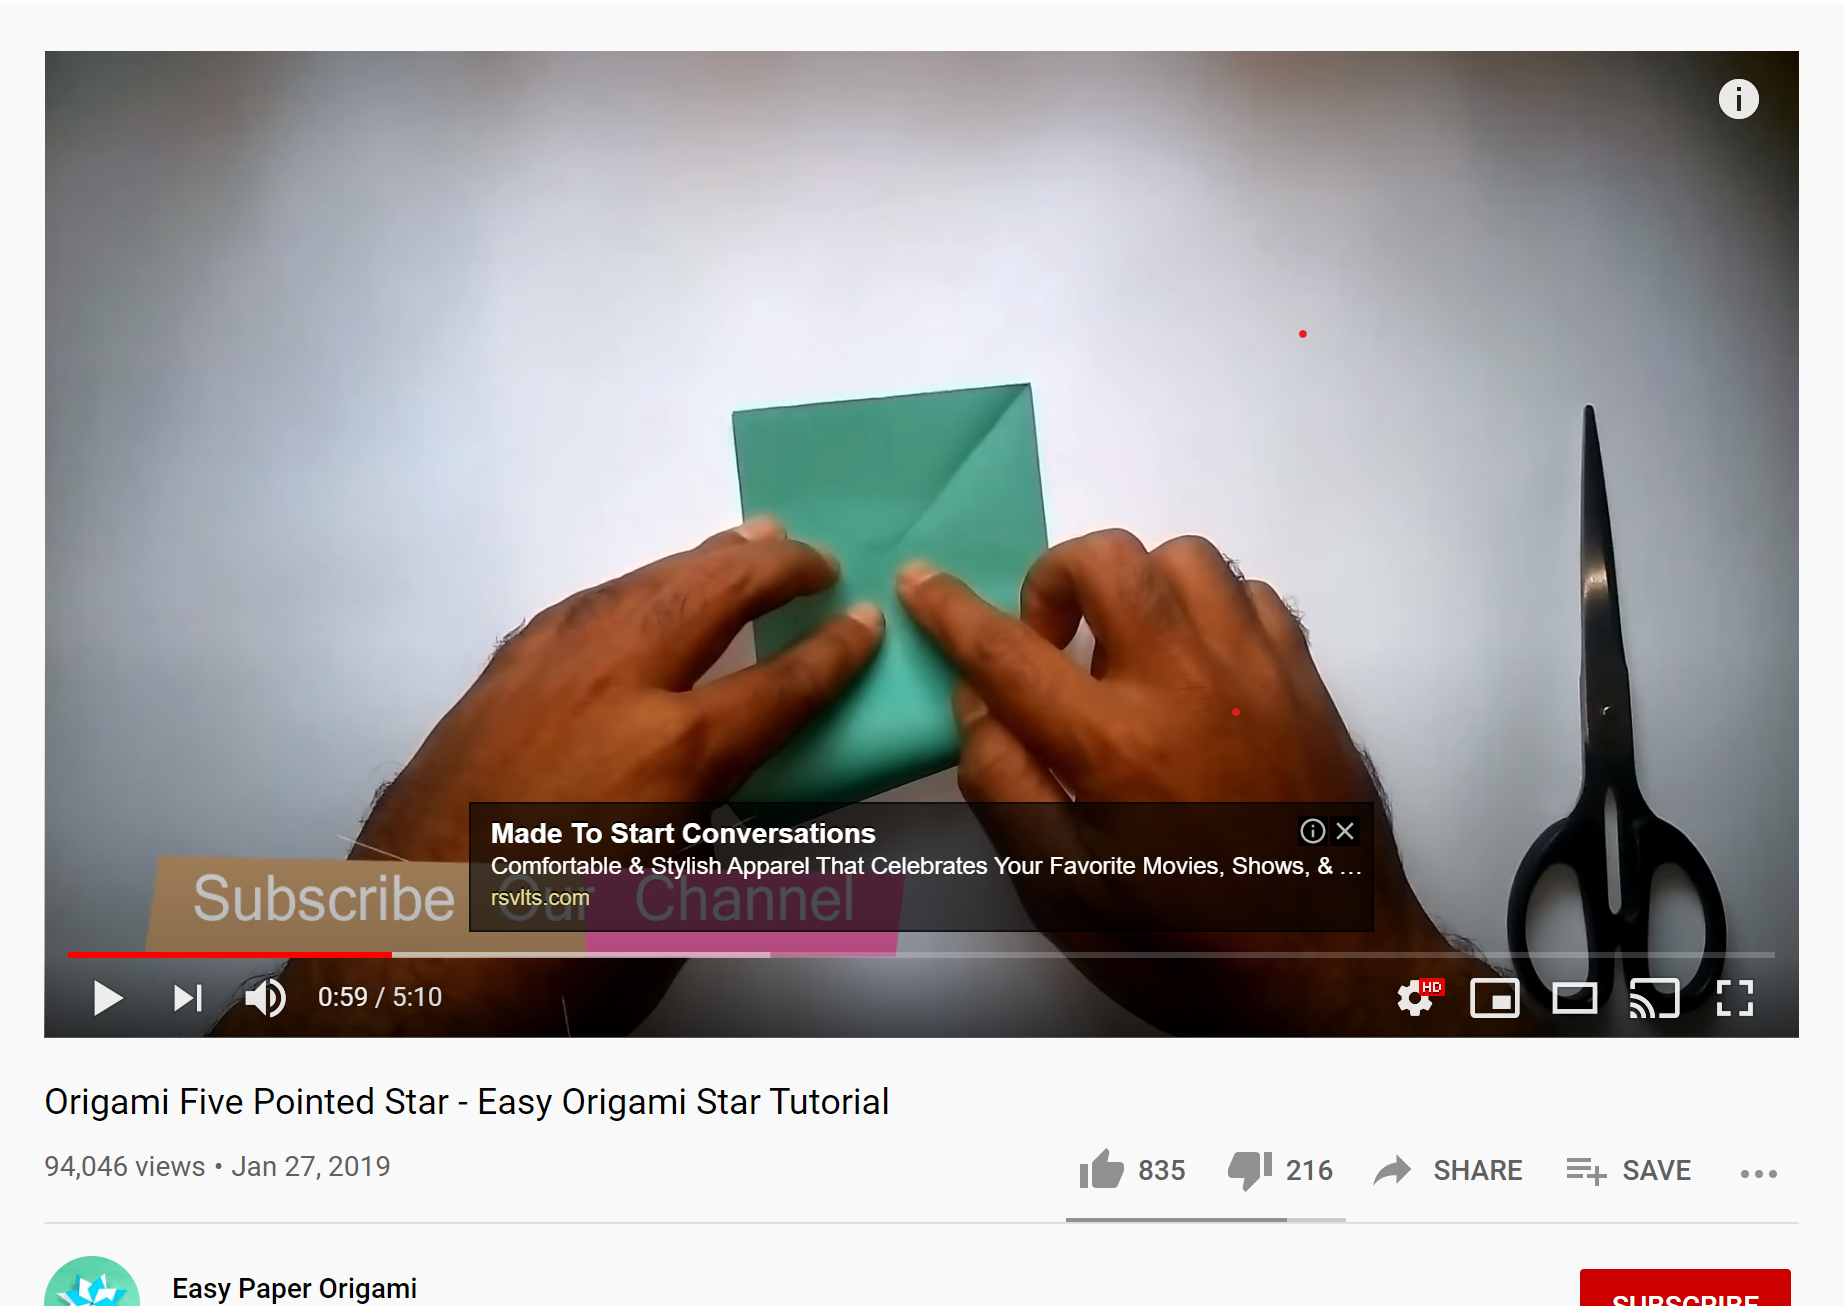 Made To Start Conversations
Comfortable & Stylish Apparel That Celebrates Your Favorite Movies, Shows, & ...
rsvlts.com
Subscribe Our Channel
0:59 / 5:10
HD
Origami Five Pointed Star - Easy Origami Star Tutorial
94,046 views • Jan 27, 2019
835
216
SHARE
SAVE
Easy Paper Origami
SUBSCRIBE